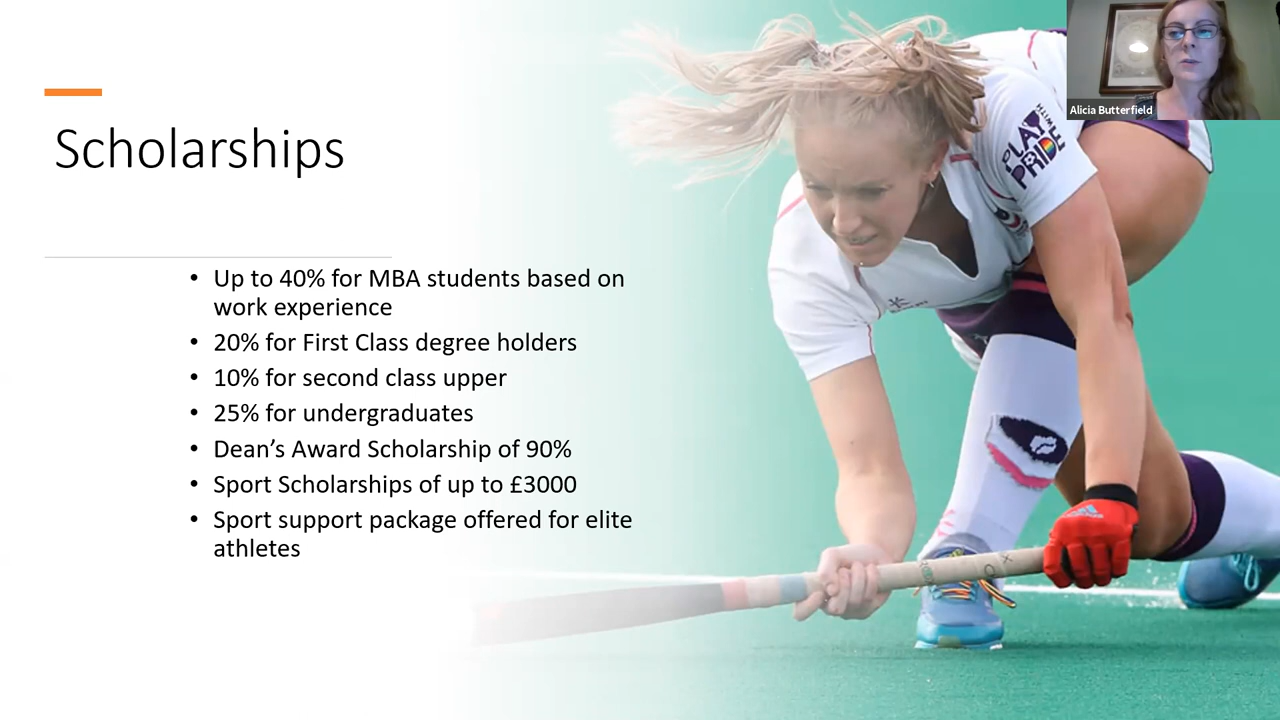 Alicia Butterfield
Scholarships
PLAY WITH
PRIDE
• Up to 40% for MBA students based on
work experience
• 20% for First Class degree holders
• 10% for second class upper
• 25% for undergraduates
• Dean’s Award Scholarship of 90%
• Sport Scholarships of up to £3000
• Sport support package offered for elite
athletes